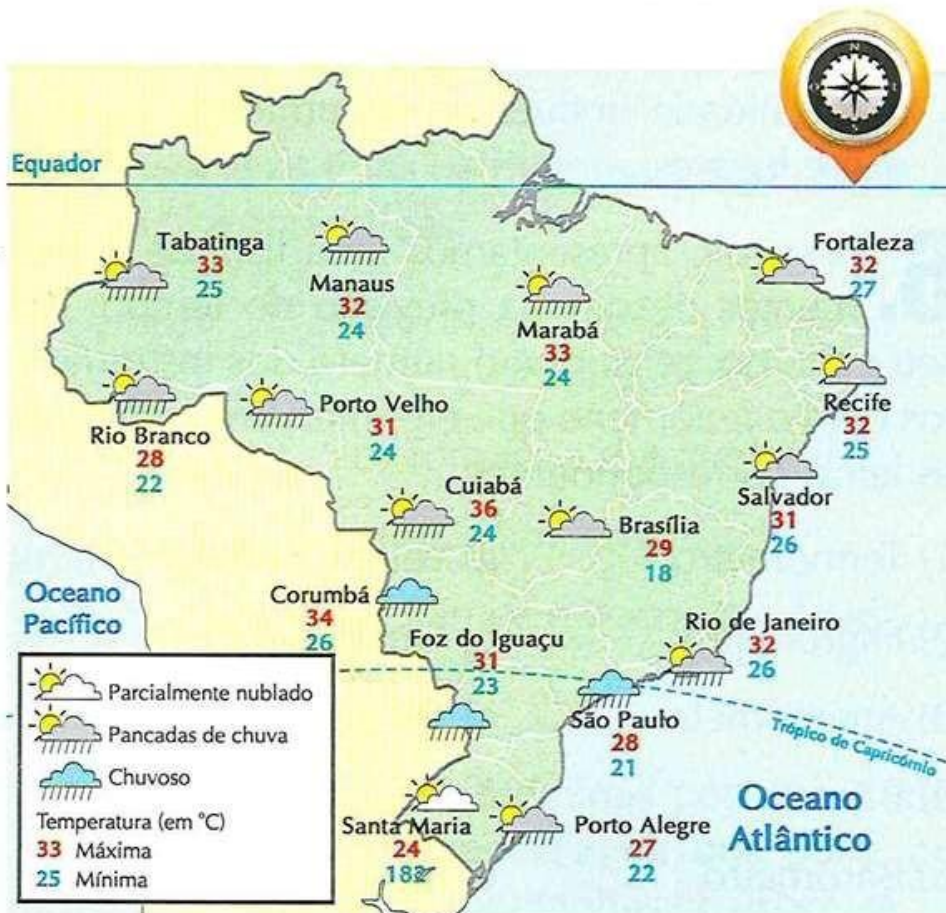 N
S
Equador
Tabatinga
33
25
Manaus
32
24
Marabá
33
24
Fortaleza
32
27
Rio Branco
28
22
Porto Velho
31
24
Recife
32
25
Cuiabá
36
24
Brasília
29
18
Salvador
31
26
Oceano
Pacífico
Corumbá
34
26
Foz do Iguaçu
31
23
Rio de Janeiro
32
26
São Paulo
28
21
Trópico de Capricórnio
Santa Maria
24
182
Porto Alegre
27
22
Oceano
Atlântico
Parcialmente nublado
Pancadas de chuva
Chuvoso
Temperatura (em °C)
33 Máxima
25 Mínima